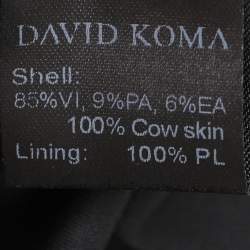 DAVID KOMA
Shell:
85%VI, 9%PA, 6%EA
100% Cow skin
Lining: 100% PL